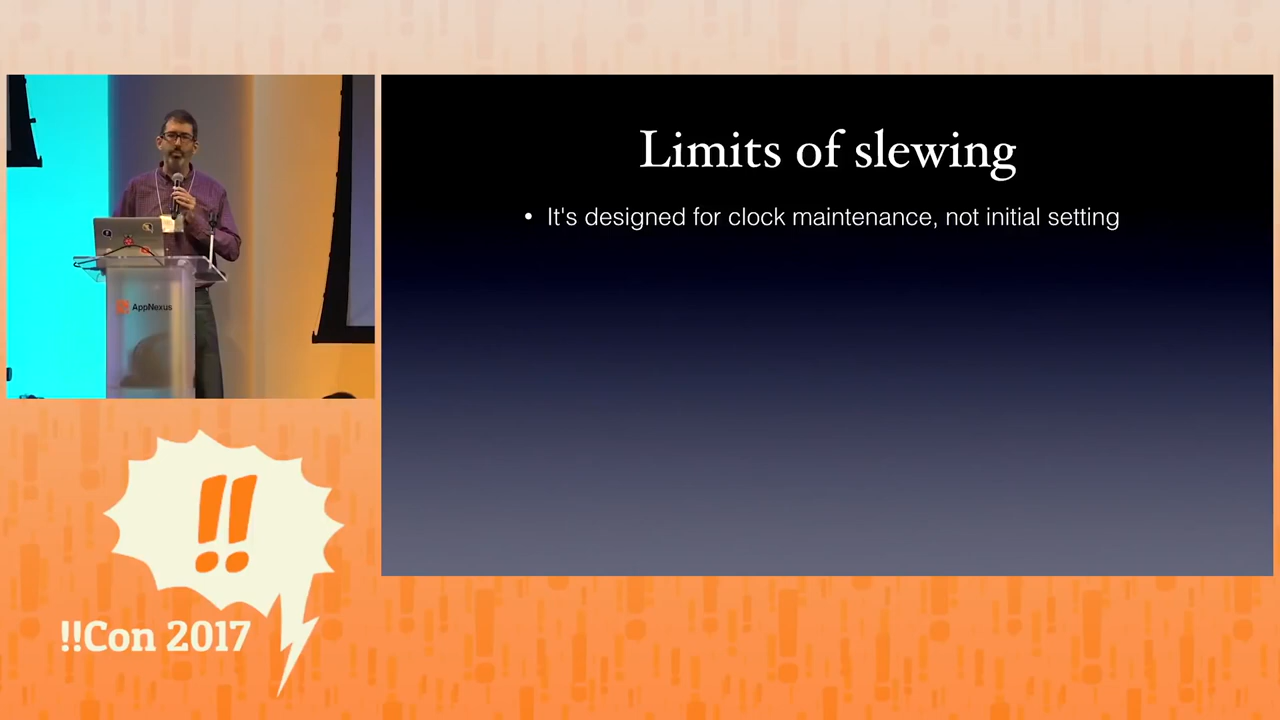 Limits of slewing
• It's designed for clock maintenance, not initial setting
AppNexus
!!
!!Con 2017